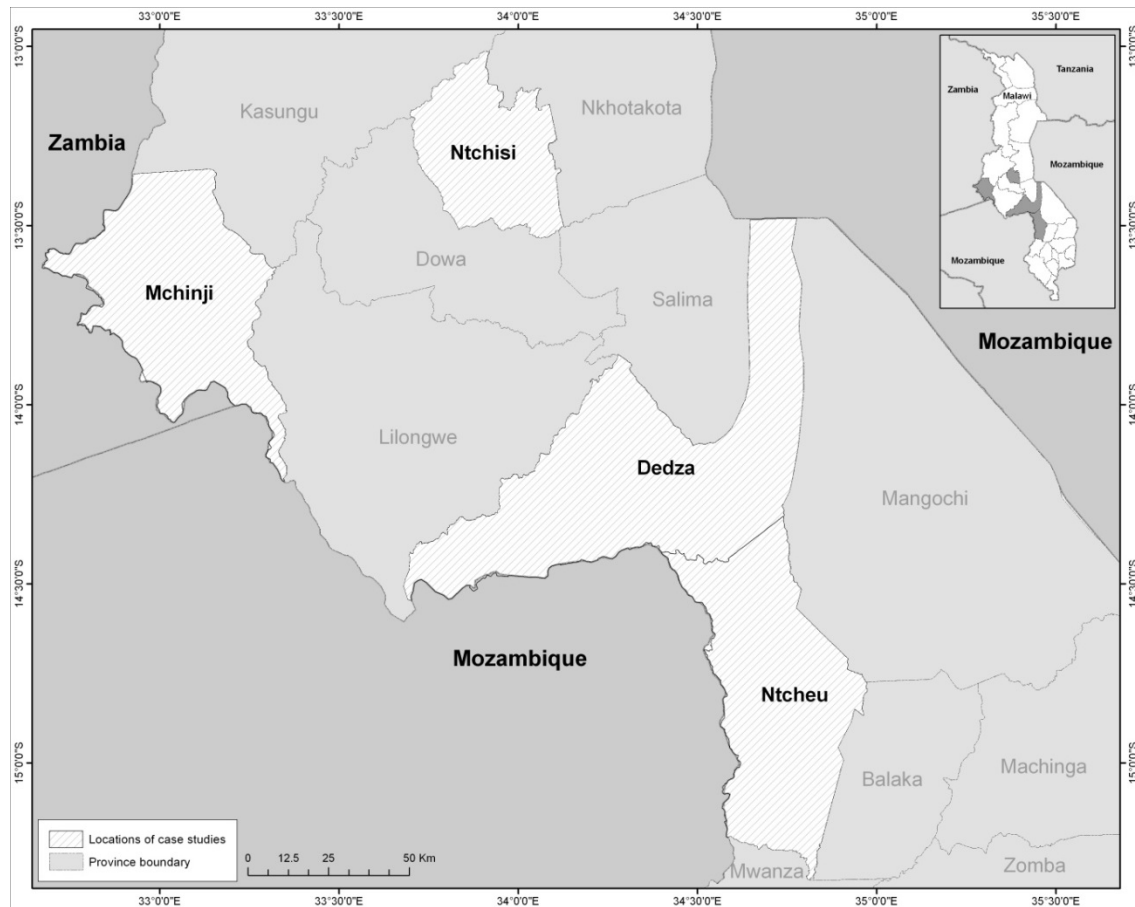 33°0'0"S
33°30'0"S
34°0'0"S
34°30'0"S
35°0'0"S
35°30'0"S
13°0'0"S
13°0'0"S
Kasungu
Nkhotakota
Zambia
Ntchisi
Tanzania
Zambia
Malawi
Mozambique
Mozambique
13°30'0"S
13°30'0"S
Dowa
Salima
Mchinji
Mozambique
14°0'0"S
14°0'0"S
Lilongwe
Dedza
Mangochi
14°30'0"S
14°30'0"S
Mozambique
Ntcheu
15°0'0"S
15°0'0"S
Balaka
Machinga
Locations of case studies
Province boundary
0 12.5 25 50 Km
Mwanza
Zomba
33°0'0"S
33°30'0"S
34°0'0"S
34°30'0"S
35°0'0"S
35°30'0"S